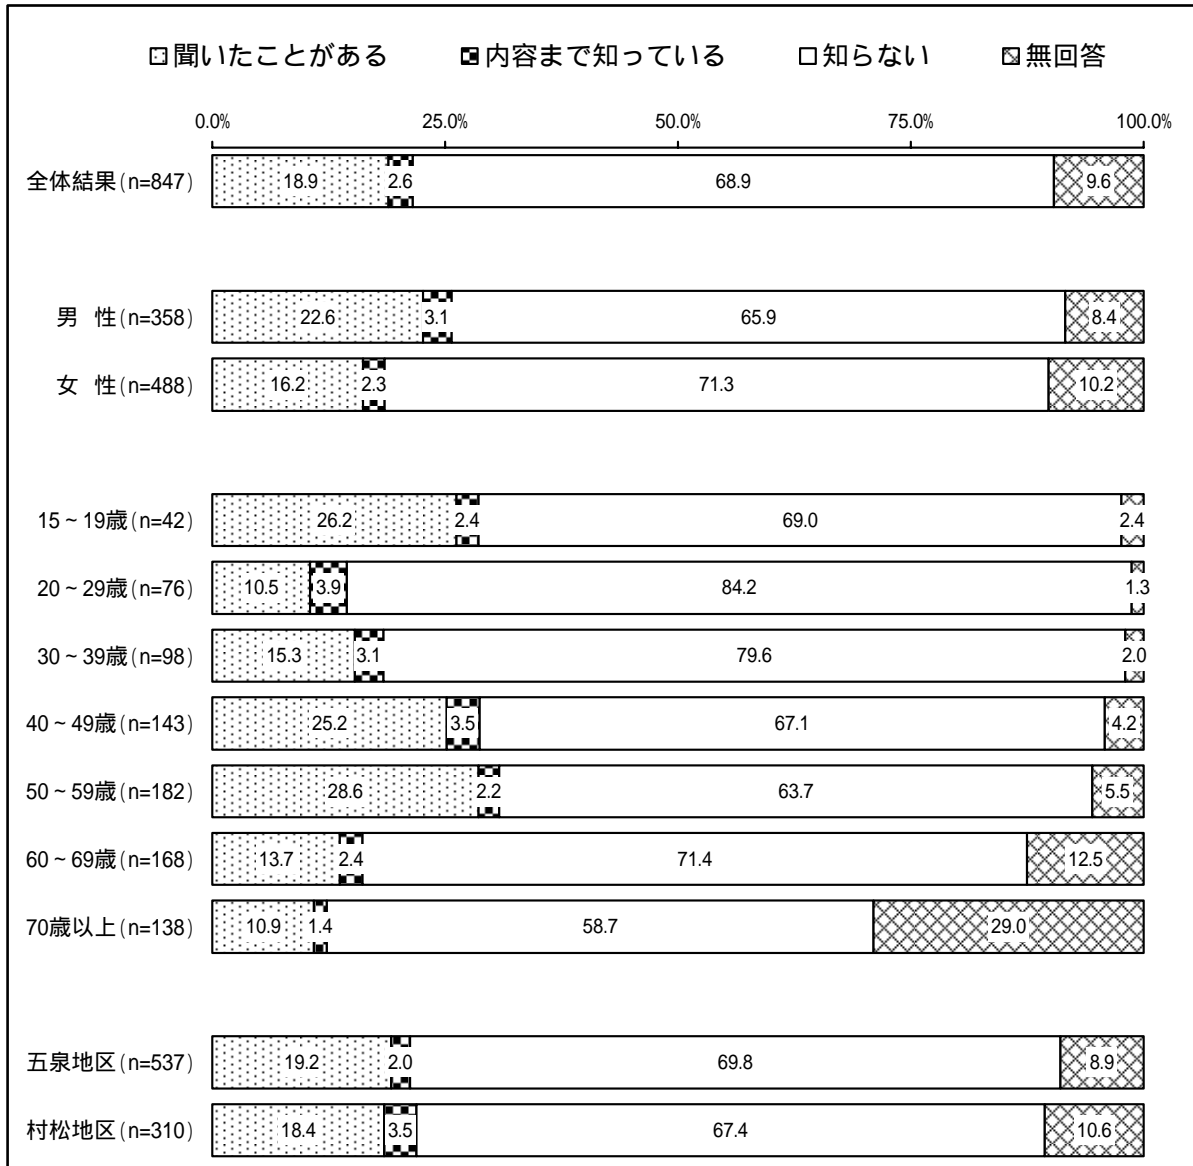 聞いたことがある 内容まで知っている 知らない 無回答
0.0% 25.0% 50.0% 75.0% 100.0%
全体結果(n=847) 18.9 2.6 68.9 9.6
男 性(n=358) 22.6 3.1 65.9 8.4
女 性(n=488) 16.2 2.3 71.3 10.2
15~19歳(n=42) 26.2 2.4 69.0 2.4
20~29歳(n=76) 10.5 3.9 84.2 1.3
30~39歳(n=98) 15.3 3.1 79.6 2.0
40~49歳(n=143) 25.2 3.5 67.1 4.2
50~59歳(n=182) 28.6 2.2 63.7 5.5
60~69歳(n=168) 13.7 2.4 71.4 12.5
70歳以上(n=138) 10.9 1.4 58.7 29.0
五泉地区(n=537) 19.2 2.0 69.8 8.9
村松地区(n=310) 18.4 3.5 67.4 10.6